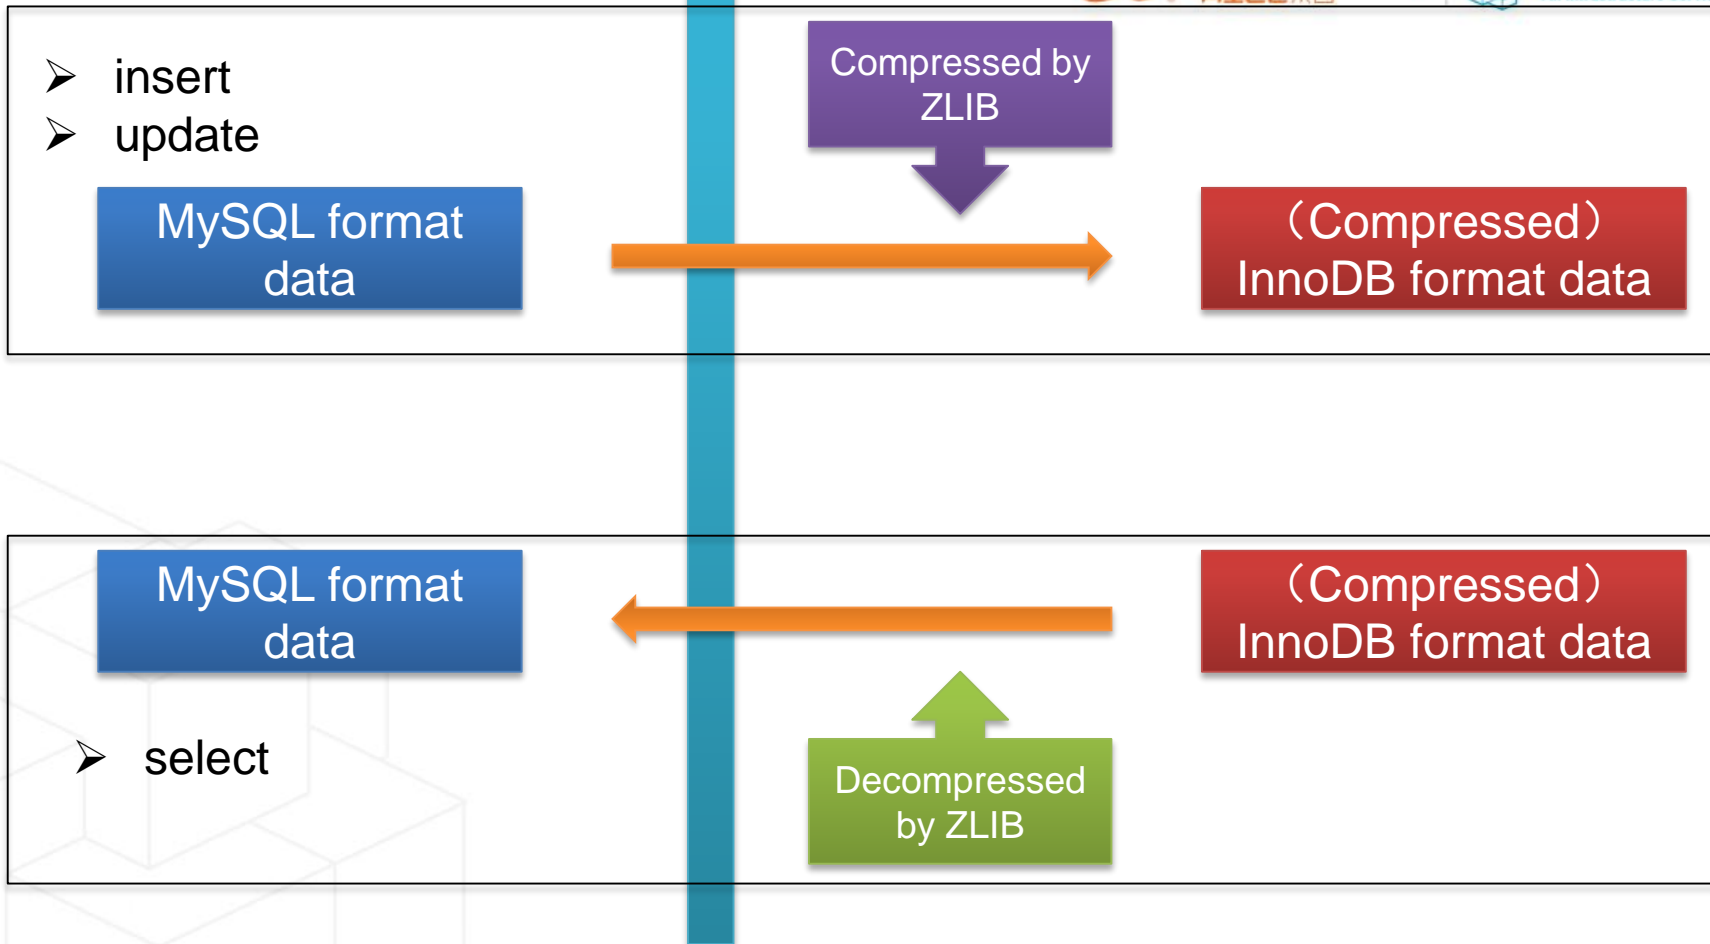 insert
update
Compressed by
ZLIB
MySQL format
data
（Compressed）
InnoDB format data
MySQL format
data
（Compressed）
InnoDB format data
select
Decompressed
by ZLIB